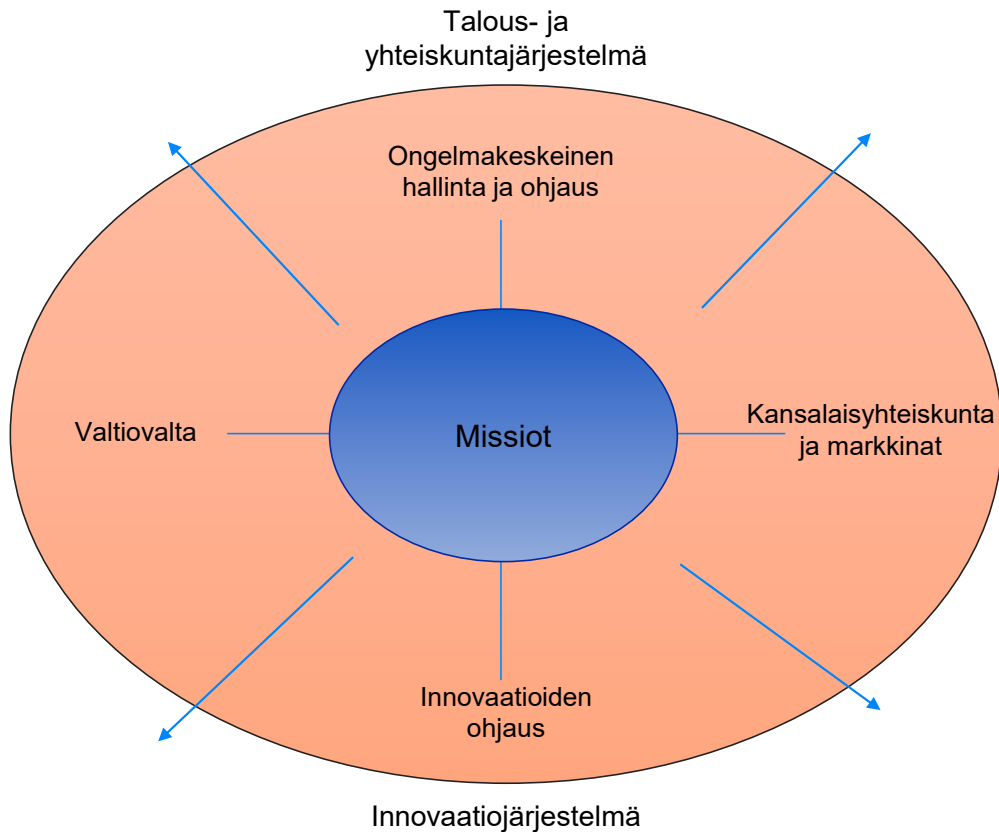 Talous- ja
yhteiskuntajärjestelmä
Ongelmakeskeinen
hallinta ja ohjaus
Valtiovalta
Missiot
Kansalaisyhteiskunta
ja markkinat
Innovaatioiden
ohjaus
Innovaatiojärjestelmä